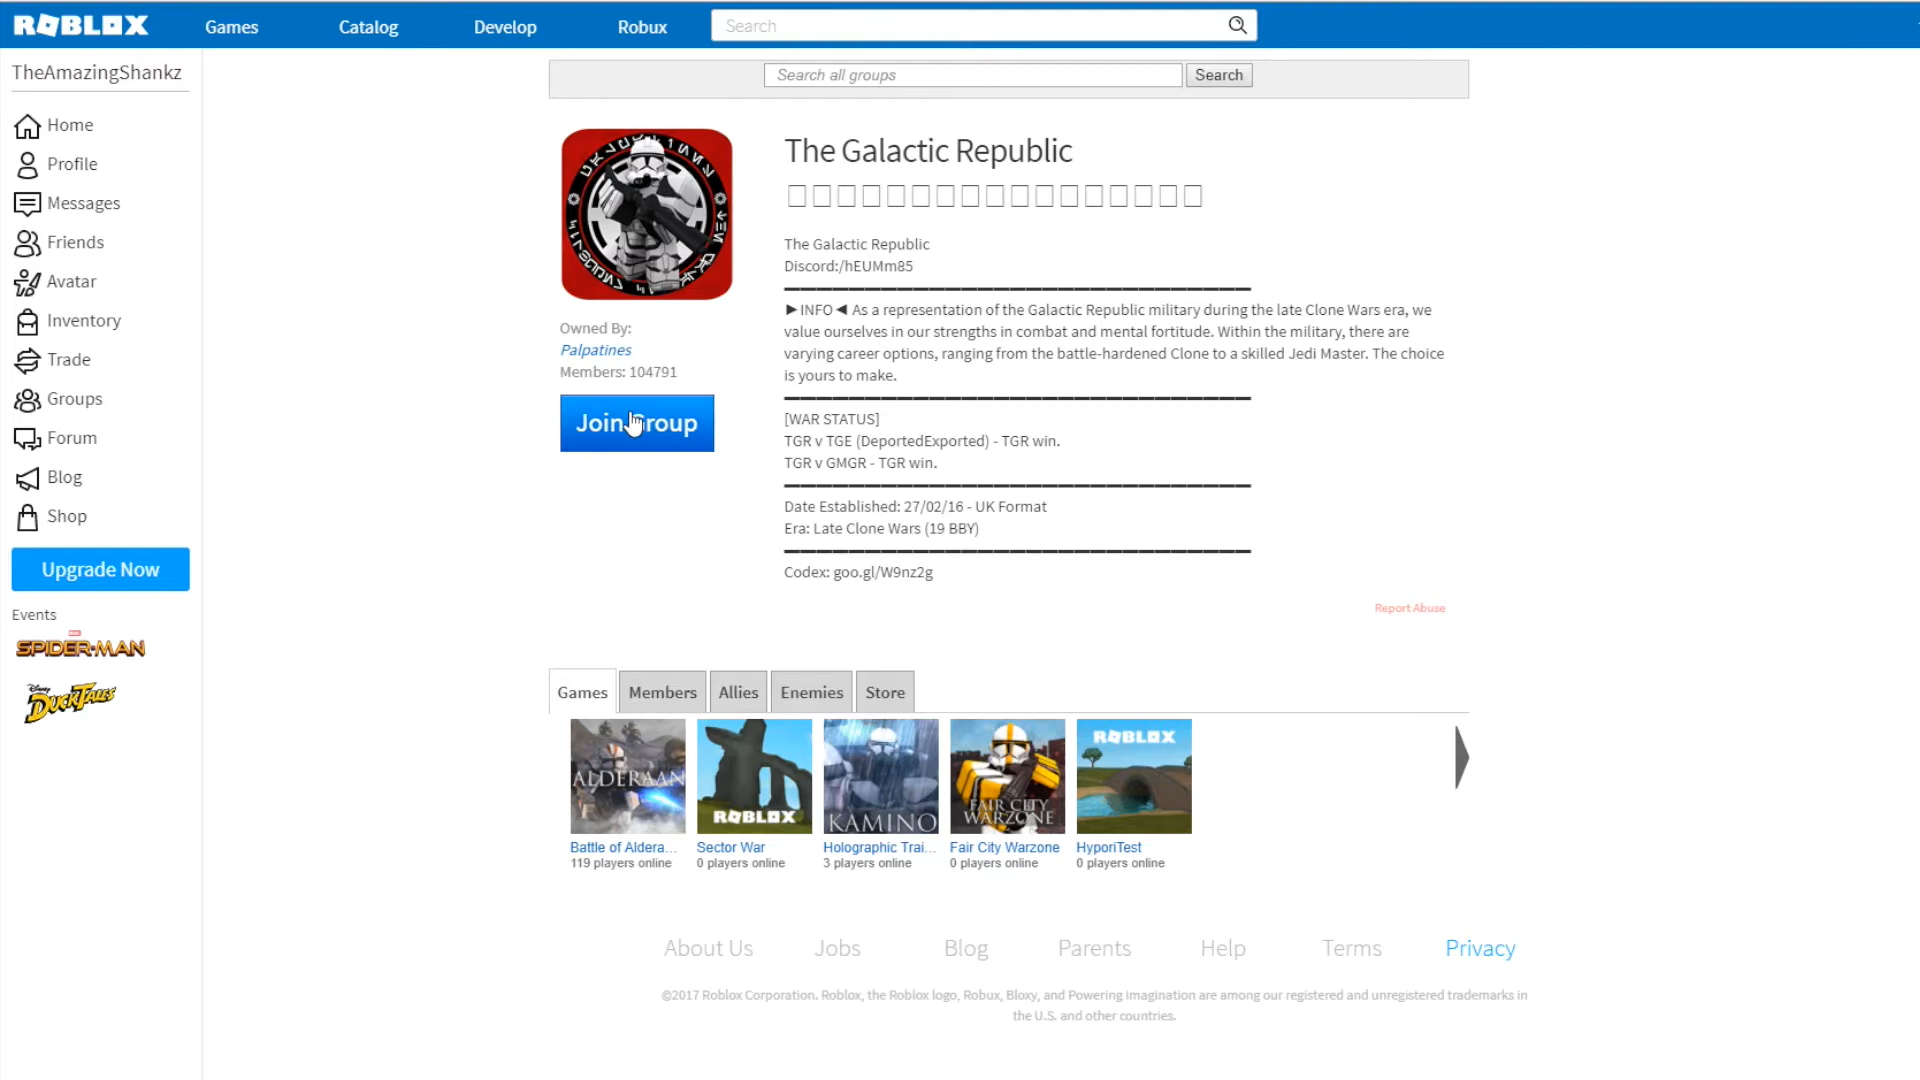 ROBLOX
Games
Catalog
Develop
Robux
Search
TheAmazingShankz
Home
Profile
Messages
Friends
Avatar
Inventory
Trade
Groups
Forum
Blog
Shop
Upgrade Now
Events
SPIDER-MAN
Disney
DUCKTALES
Search all groups
Search
The Galactic Republic
Owned By:
Palpatines
Members: 104791
Join Group
The Galactic Republic
Discord:/hEUMm85
►INFO◄ As a representation of the Galactic Republic military during the late Clone Wars era, we
value ourselves in our strengths in combat and mental fortitude. Within the military, there are
varying career options, ranging from the battle-hardened Clone to a skilled Jedi Master. The choice
is yours to make.
[WAR STATUS]
TGR v TGE (DeportedExported) - TGR win.
TGR v GMGR - TGR win.
Date Established: 27/02/16 - UK Format
Era: Late Clone Wars (19 BBY)
Codex: goo.gl/W9nz2g
Report Abuse
Games
Members
Allies
Enemies
Store
ALDERAAN
ROBLOX
KAMINO
FAIR CITY
WARZONE
ROBLOX
Battle of Aldera...
119 players online
Sector War
0 players online
Holographic Trai...
3 players online
Fair City Warzone
0 players online
HyporiTest
0 players online
About Us
Jobs
Blog
Parents
Help
Terms
Privacy
©2017 Roblox Corporation. Roblox, the Roblox logo, Robux, Bloxy, and Powering Imagination are among our registered and unregistered trademarks in
the U.S. and other countries.